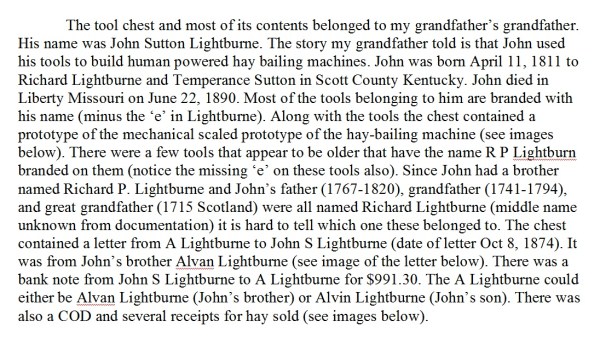 The tool chest and most of its contents belonged to my grandfather's grandfather.
His name was John Sutton Lightburne. The story my grandfather told is that John used
his tools to build human powered hay bailing machines. John was born April 11, 1811 to
Richard Lightburne and Temperance Sutton in Scott County Kentucky. John died in
Liberty Missouri on June 22, 1890. Most of the tools belonging to him are branded with
his name (minus the 'e' in Lightburne). Along with the tools the chest contained a
prototype of the mechanical scaled prototype of the hay-bailing machine (see images
below). There were a few tools that appear to be older that have the name R P Lightburn
branded on them (notice the missing 'e' on these tools also). Since John had a brother
named Richard P. Lightburne and John's father (1767-1820), grandfather (1741-1794),
and great grandfather (1715 Scotland) were all named Richard Lightburne (middle name
unknown from documentation) it is hard to tell which one these belonged to. The chest
contained a letter from A Lightburne to John S Lightburne (date of letter Oct 8, 1874). It
was from John's brother Alvan Lightburne (see image of the letter below). There was a
bank note from John S Lightburne to A Lightburne for $991.30. The A Lightburne could
either be Alvan Lightburne (John's brother) or Alvin Lightburne (John's son). There was
also a COD and several receipts for hay sold (see images below).